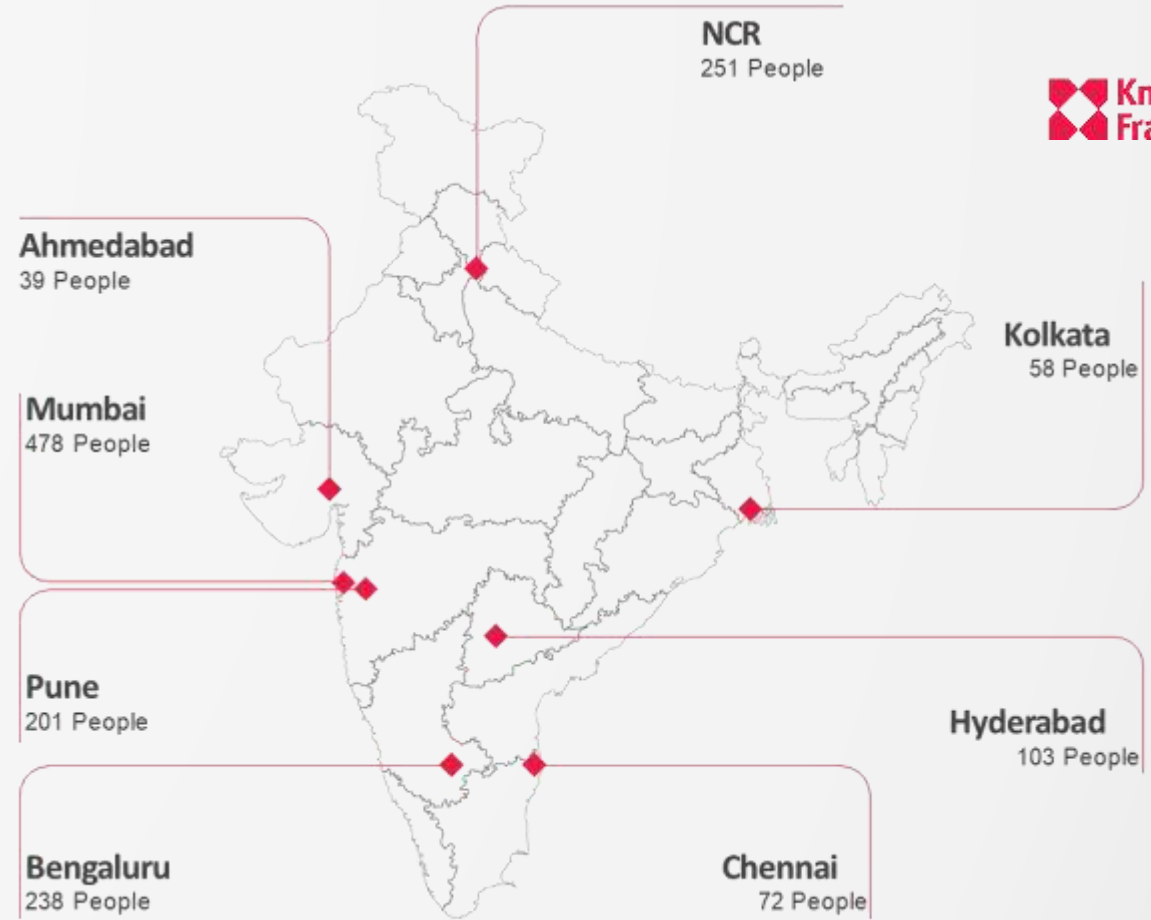 NCR
251 People
Ahmedabad
39 People
Kolkata
58 People
Mumbai
478 People
Pune
201 People
Hyderabad
103 People
Bengaluru
238 People
Chennai
72 People